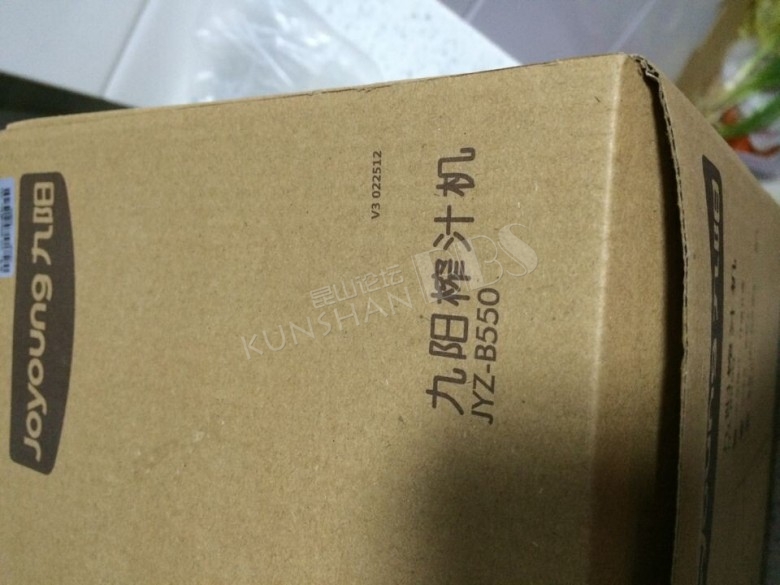 Joyoung 九阳
V3 022512
九阳榨汁机
JYZ-B550
昆山论坛
KUNSHAN BBS